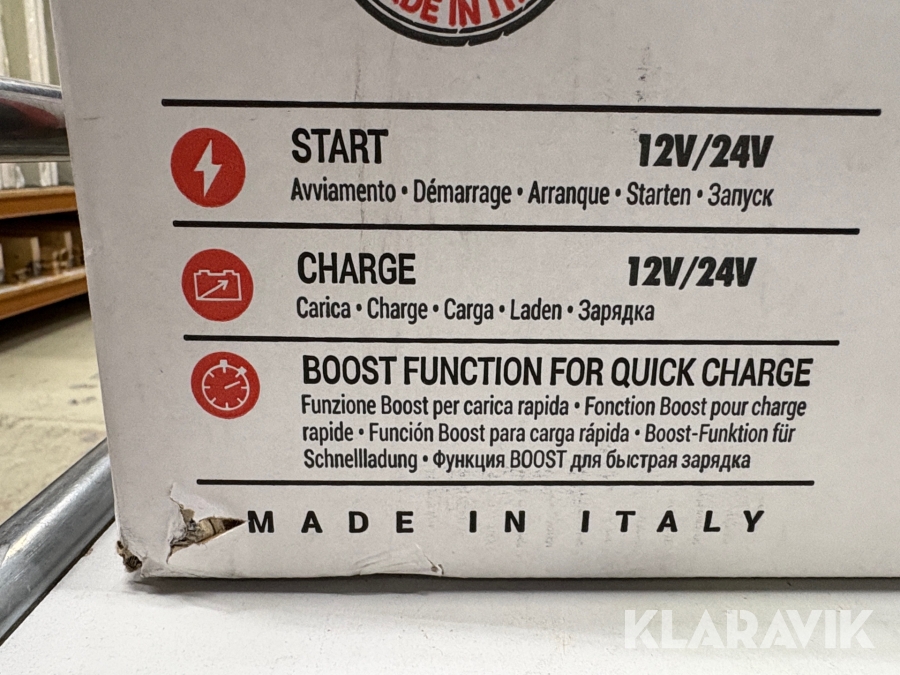 MADE IN
START 12V/24V
Avviamento • Démarrage • Arranque • Starten • Запуск
CHARGE 12V/24V
Carica • Charge • Carga • Laden • Зарядка
BOOST FUNCTION FOR QUICK CHARGE
Funzione Boost per carica rapida • Fonction Boost pour charge
rapide • Función Boost para carga rápida • Boost-Funktion für
Schnellladung • Функция BOOST для быстрая зарядка
MADE IN ITALY
KLARAVIK